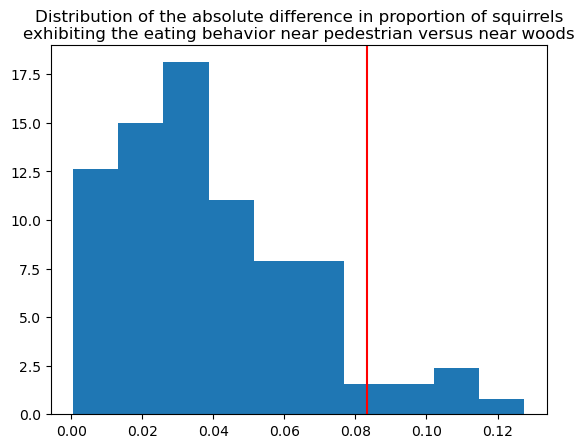 Distribution of the absolute difference in proportion of squirrels
exhibiting the eating behavior near pedestrian versus near woods
17.5
15.0
12.5
10.0
7.5
5.0
2.5
0.0
0.00 0.02 0.04 0.06 0.08 0.10 0.12